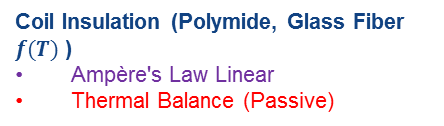 Coil Insulation (Polymide, Glass Fiber
f(T) )
• Ampère's Law Linear
• Thermal Balance (Passive)